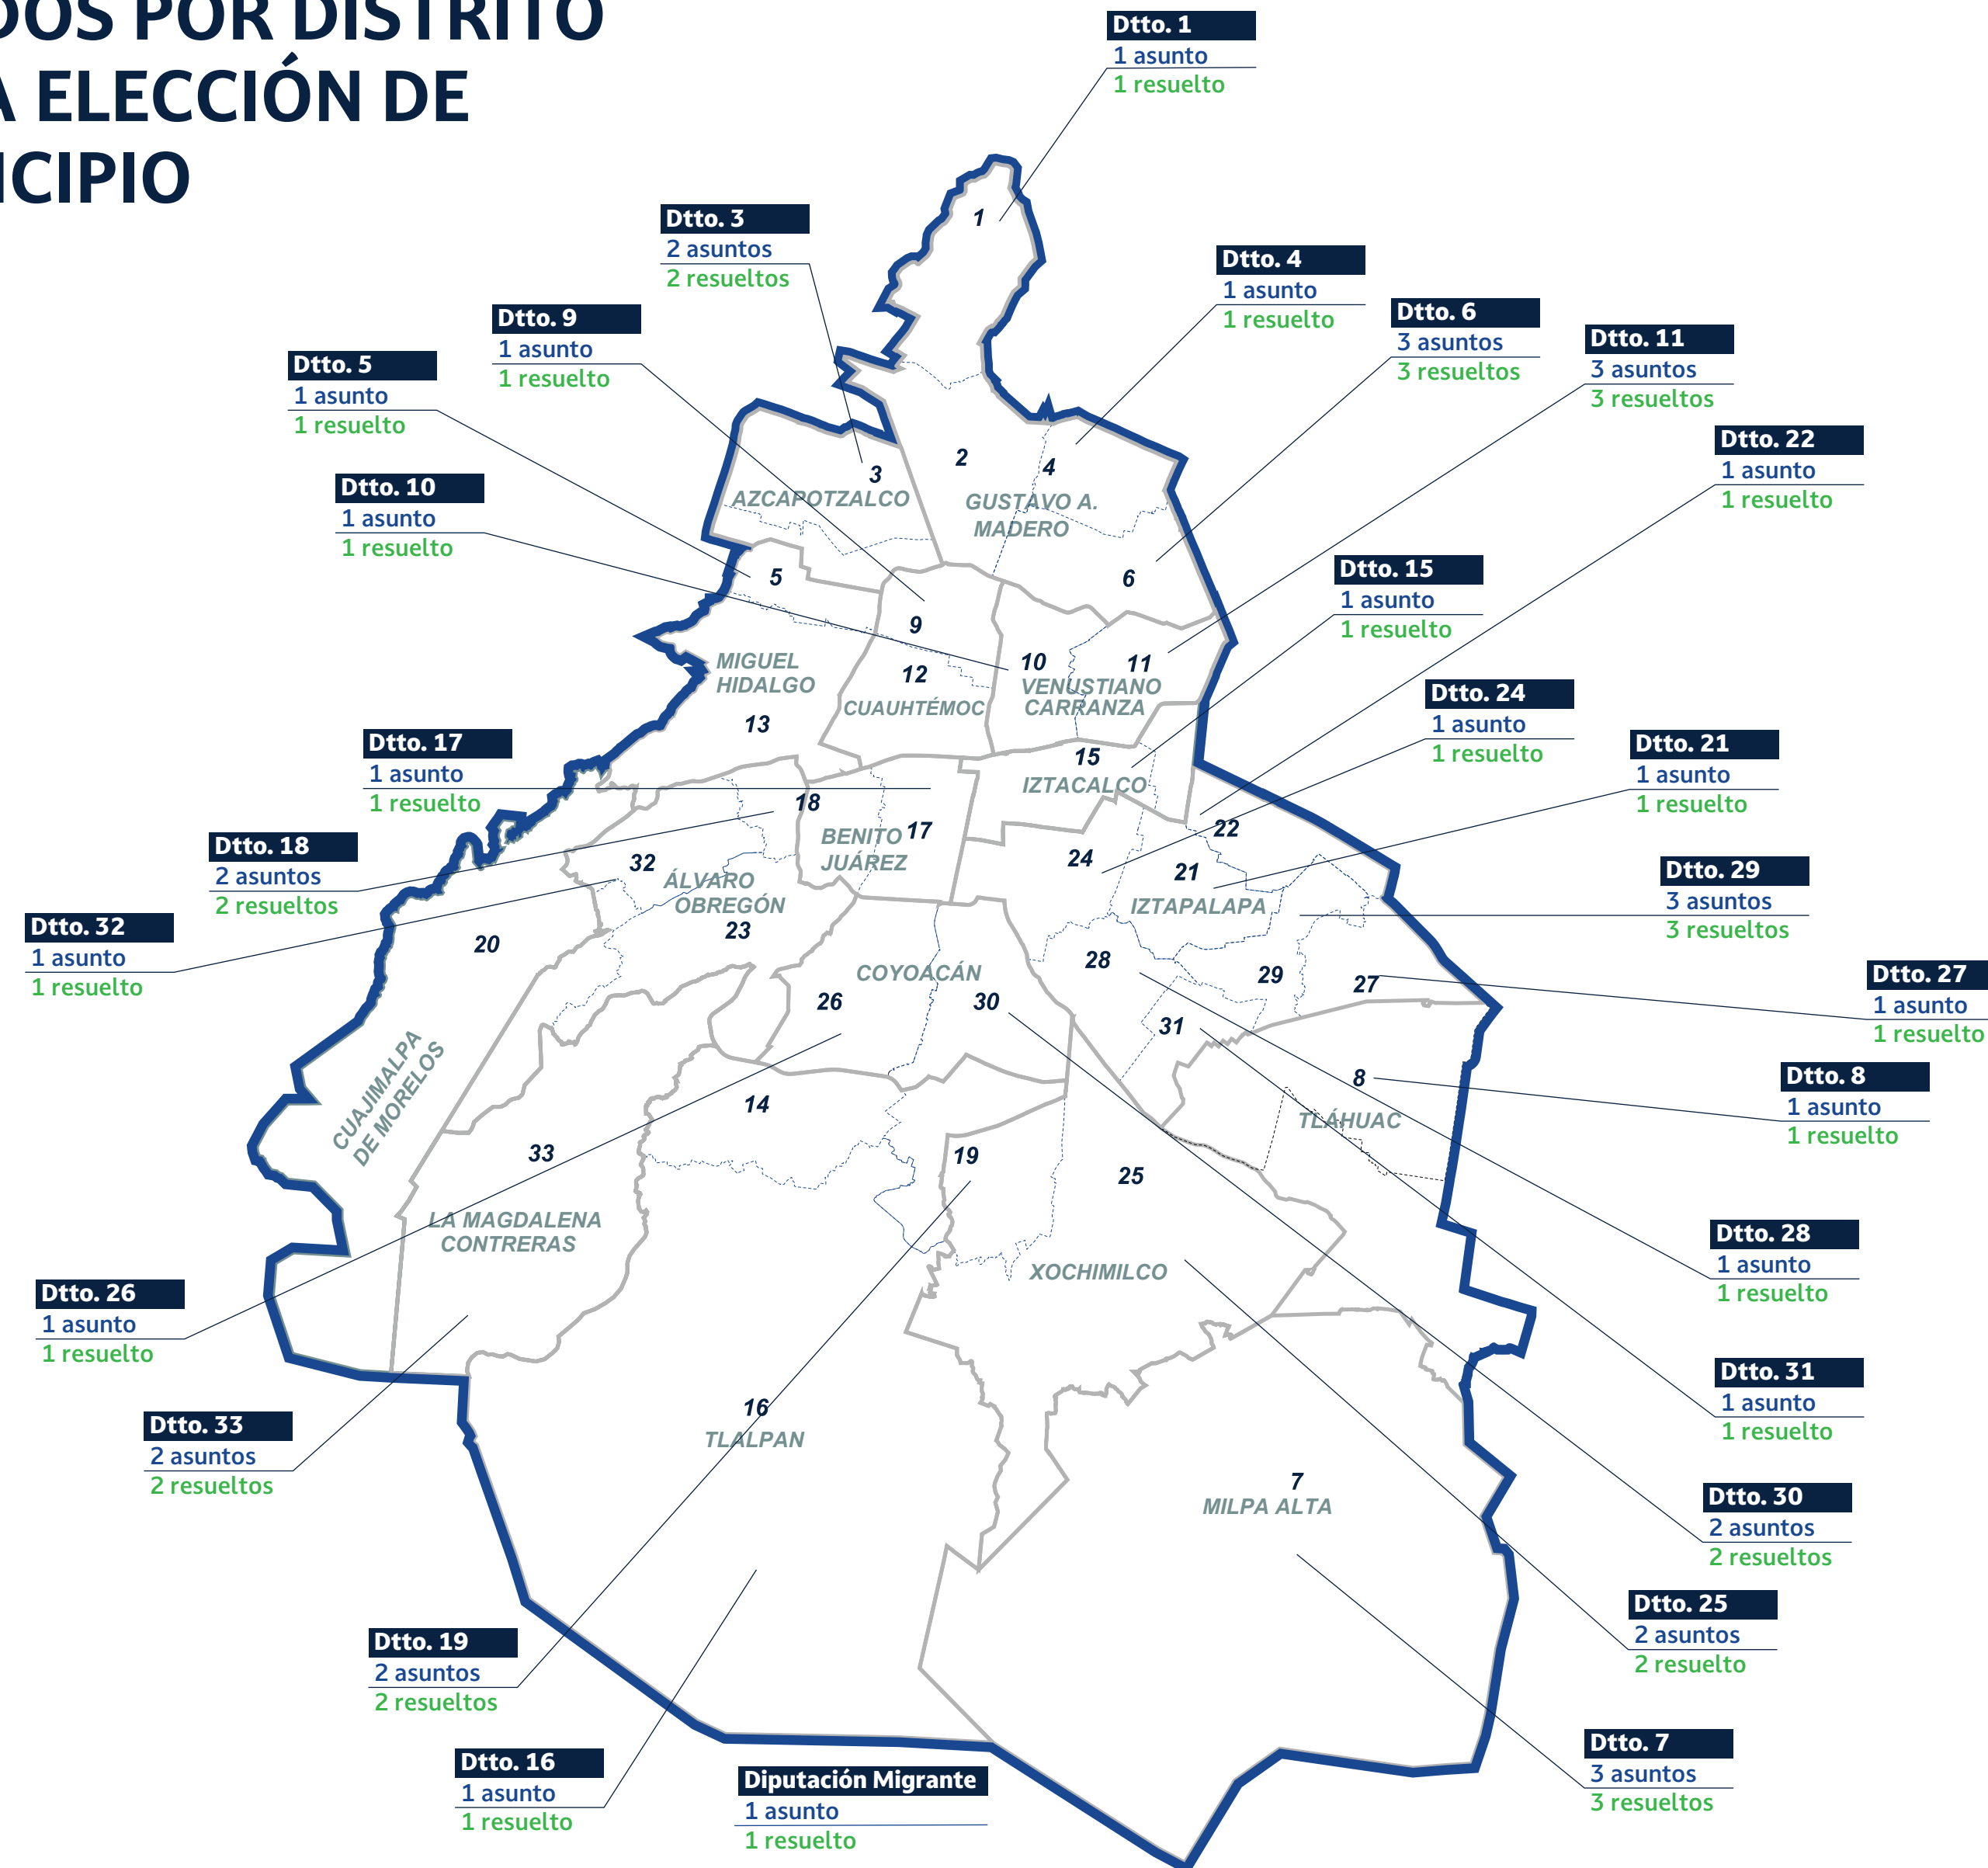 DOS POR DISTRITO
A ELECCIÓN DE
ICIPIO
Dtto. 1
1 asunto
1 resuelto
Dtto. 3
2 asuntos
2 resueltos
Dtto. 4
1 asunto
1 resuelto
Dtto. 9
1 asunto
1 resuelto
Dtto. 6
3 asuntos
3 resueltos
Dtto. 11
3 asuntos
3 resueltos
Dtto. 5
1 asunto
1 resuelto
Dtto. 22
1 asunto
1 resuelto
Dtto. 10
1 asunto
1 resuelto
Dtto. 15
1 asunto
1 resuelto
Dtto. 24
1 asunto
1 resuelto
Dtto. 17
1 asunto
1 resuelto
Dtto. 21
1 asunto
1 resuelto
Dtto. 18
2 asuntos
2 resueltos
Dtto. 29
3 asuntos
3 resueltos
Dtto. 32
1 asunto
1 resuelto
Dtto. 27
1 asunto
1 resuelto
Dtto. 8
1 asunto
1 resuelto
Dtto. 28
1 asunto
1 resuelto
Dtto. 26
1 asunto
1 resuelto
Dtto. 31
1 asunto
1 resuelto
Dtto. 33
2 asuntos
2 resueltos
Dtto. 30
2 asuntos
2 resueltos
Dtto. 25
2 asuntos
2 resuelto
Dtto. 19
2 asuntos
2 resueltos
Dtto. 7
3 asuntos
3 resueltos
Dtto. 16
1 asunto
1 resuelto
Diputación Migrante
1 asunto
1 resuelto
1
2
3
4
AZCAPOTZALCO
GUSTAVO A.
MADERO
5
6
9
MIGUEL
HIDALGO
12
10
11
VENUSTIANO
CARRANZA
CUAUHTÉMOC
13
15
IZTACALCO
18
BENITO
JUÁREZ
17
22
32
ÁLVARO
OBREGÓN
24
21
IZTAPALAPA
23
20
COYOACÁN
28
29
27
26
30
31
CUAJIMALPA
DE MORELOS
8
TLÁHUAC
14
33
19
25
LA MAGDALENA
CONTRERAS
XOCHIMILCO
16
TLALPAN
7
MILPA ALTA